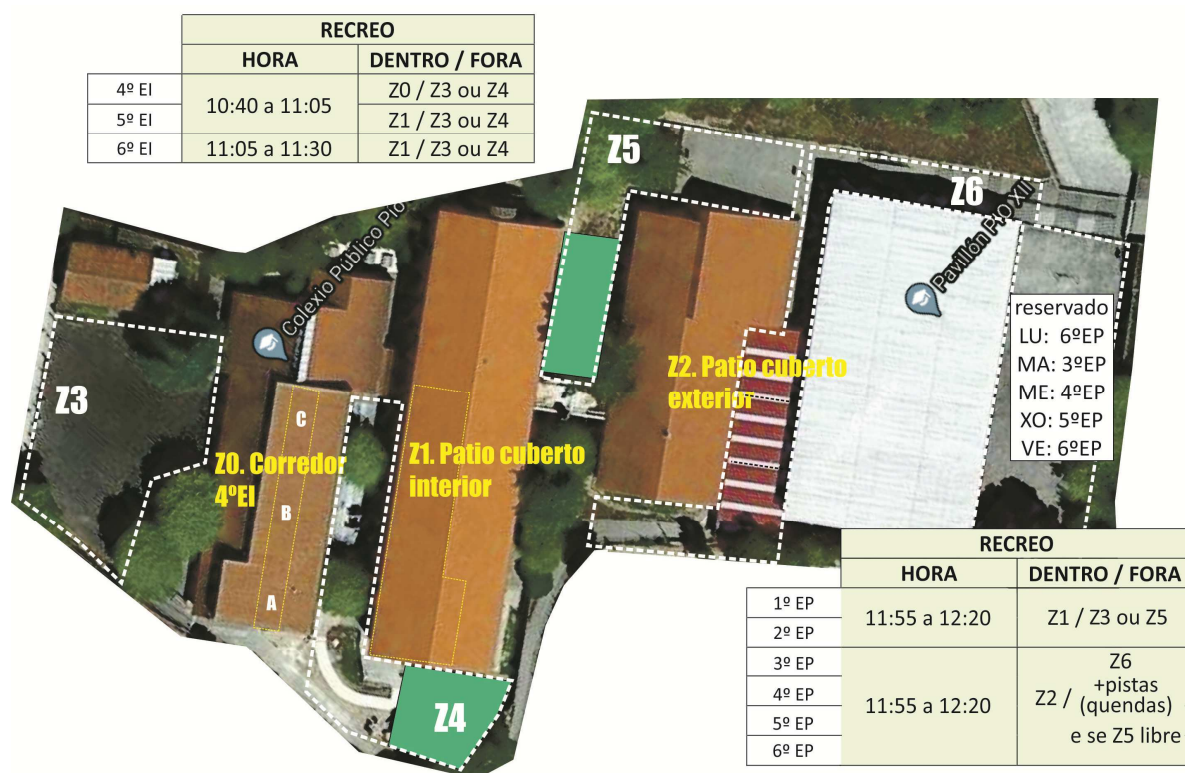 RECREO
HORA DENTRO / FORA
4º EI 10:40 a 11:05 Z0 / Z3 ou Z4
5º EI Z1 / Z3 ou Z4
6º EI 11:05 a 11:30 Z1 / Z3 ou Z4
Z5
Z6
Colexio Público Pío
Pavillón PIO XII
reservado
LU: 6ºEP
MA: 3ºEP
ME: 4ºEP
XO: 5ºEP
VE: 6ºEP
Z3
Z2. Patio cuberto
exterior
C
Z0. Corredor
4ºEI
Z1. Patio cuberto
interior
B
A
Z4
RECREO
HORA DENTRO / FORA
1º EP 11:55 a 12:20 Z1 / Z3 ou Z5
2º EP
3º EP 11:55 a 12:20 Z2 / Z6
4º EP +pistas
(quendas)
5º EP e se Z5 libre
6º EP